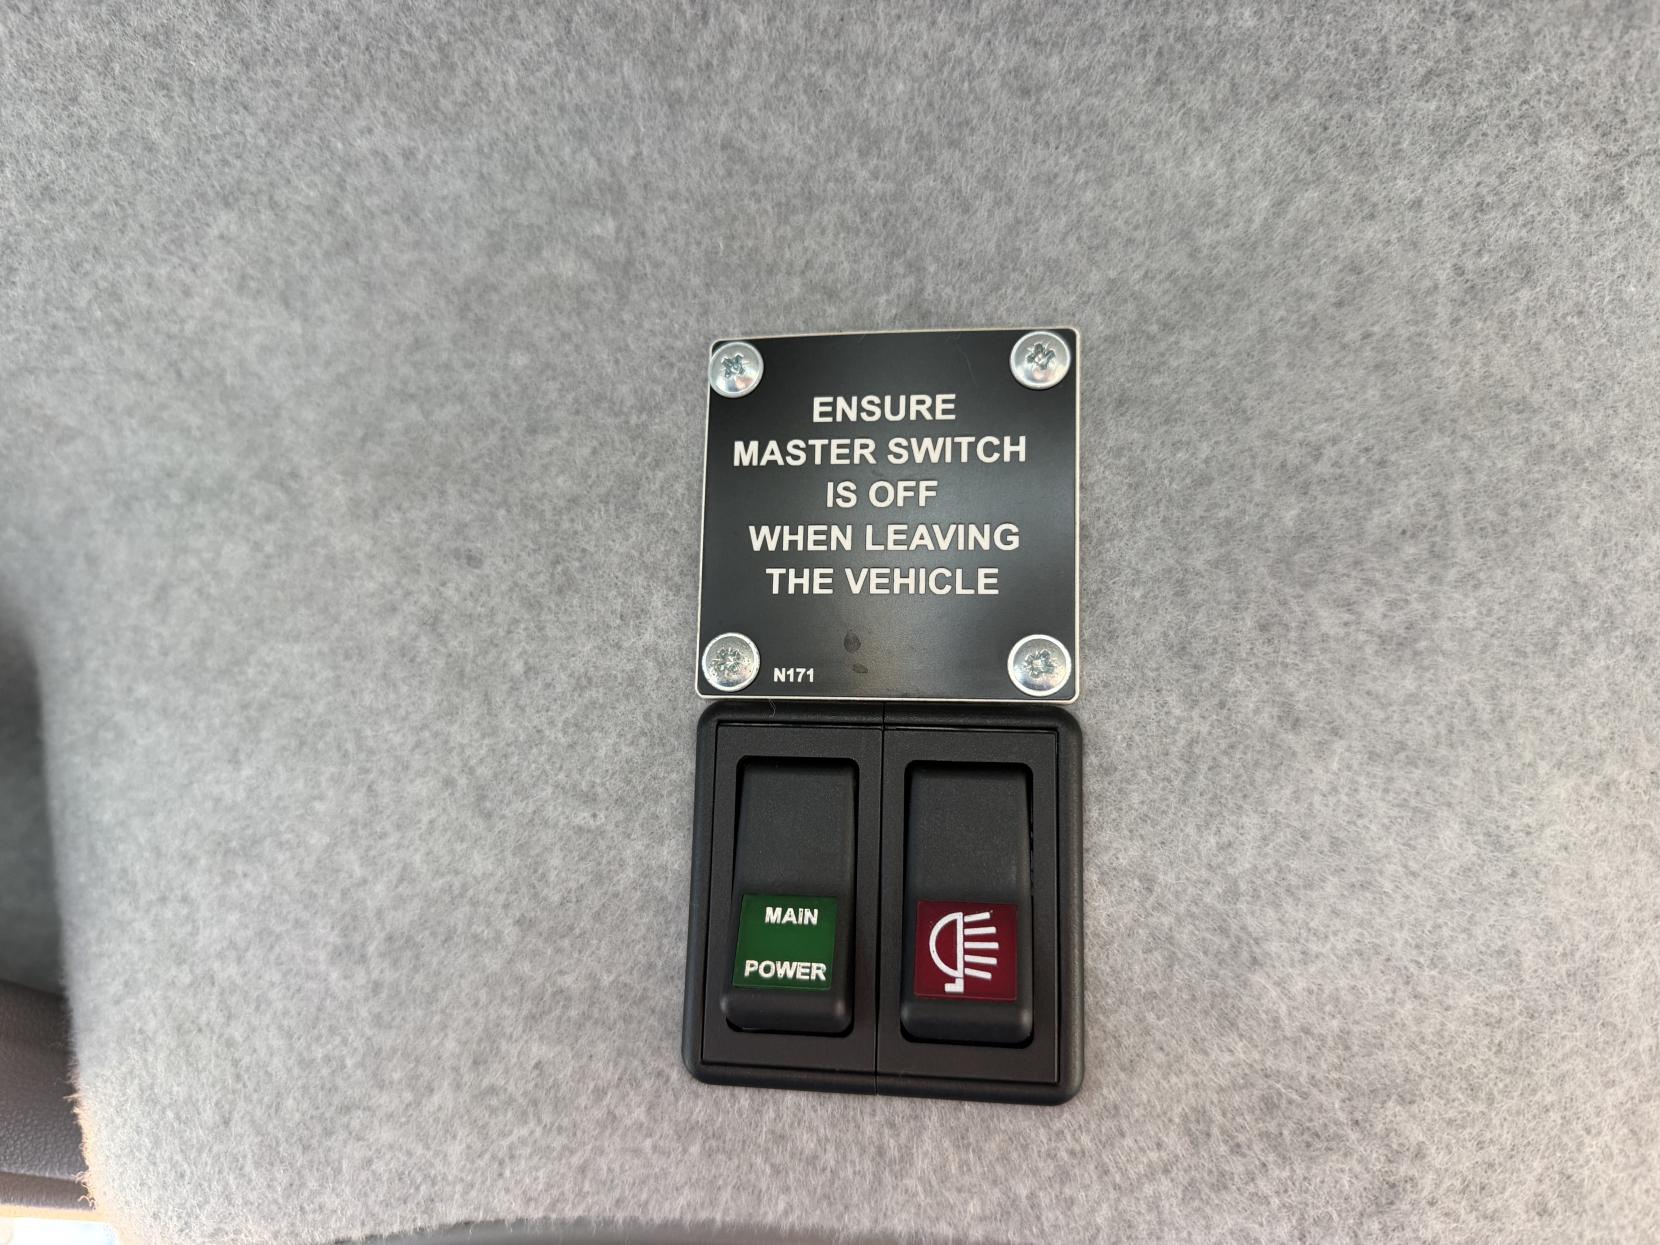 ENSURE
MASTER SWITCH
IS OFF
WHEN LEAVING
THE VEHICLE
N171
MAIN
POWER